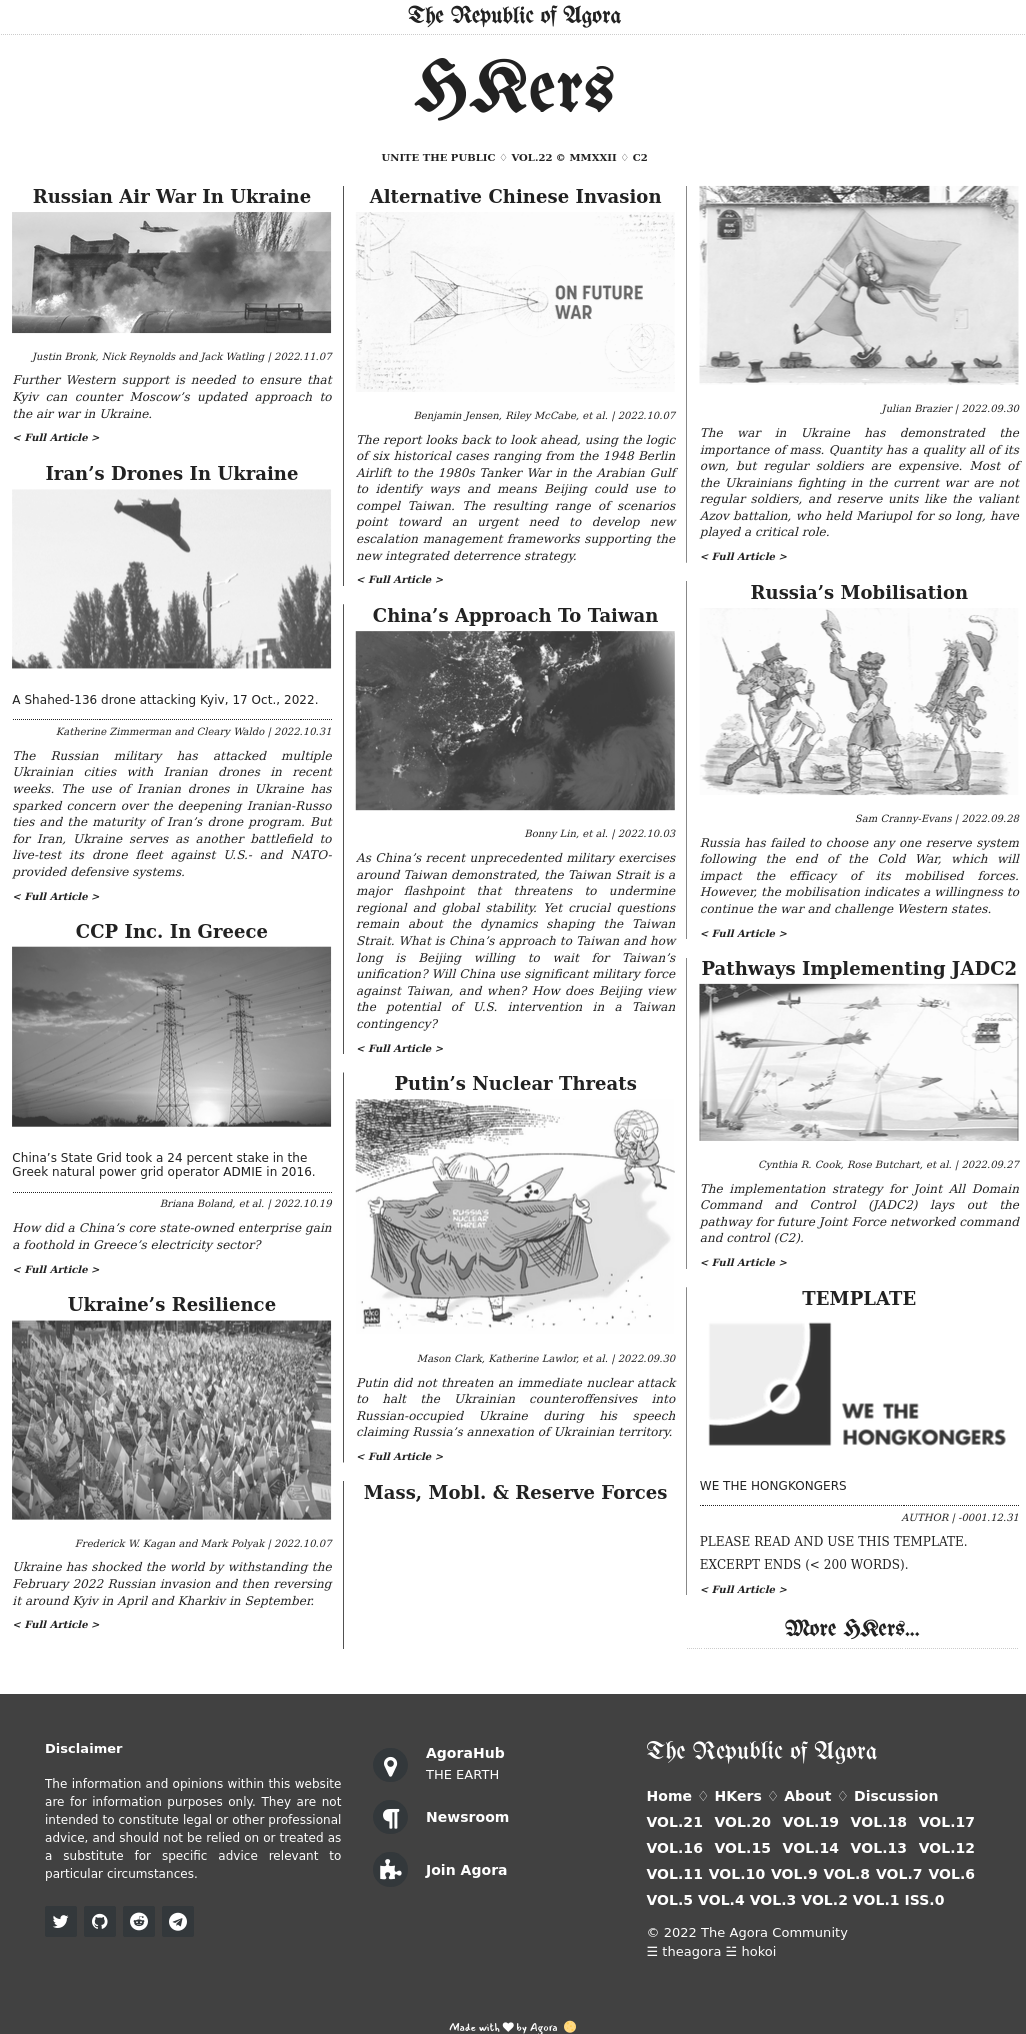 The Republic of Agora
HKers
UNITE THE PUBLIC ♢ VOL.22 © MMXXII ♢ C2
Russian Air War In Ukraine
Justin Bronk, Nick Reynolds and Jack Watling | 2022.11.07
Further Western support is needed to ensure that
Kyiv can counter Moscow’s updated approach to
the air war in Ukraine.
< Full Article >
Iran’s Drones In Ukraine
A Shahed-136 drone attacking Kyiv, 17 Oct., 2022.
Katherine Zimmerman and Cleary Waldo | 2022.10.31
The Russian military has attacked multiple
Ukrainian cities with Iranian drones in recent
weeks. The use of Iranian drones in Ukraine has
sparked concern over the deepening Iranian-Russo
ties and the maturity of Iran’s drone program. But
for Iran, Ukraine serves as another battlefield to
live-test its drone fleet against U.S.- and NATO-
provided defensive systems.
< Full Article >
CCP Inc. In Greece
China’s State Grid took a 24 percent stake in the
Greek natural power grid operator ADMIE in 2016.
Briana Boland, et al. | 2022.10.19
How did a China’s core state-owned enterprise gain
a foothold in Greece’s electricity sector?
< Full Article >
Ukraine’s Resilience
Frederick W. Kagan and Mark Polyak | 2022.10.07
Ukraine has shocked the world by withstanding the
February 2022 Russian invasion and then reversing
it around Kyiv in April and Kharkiv in September.
< Full Article >
Alternative Chinese Invasion
ON FUTURE
WAR
Benjamin Jensen, Riley McCabe, et al. | 2022.10.07
The report looks back to look ahead, using the logic
of six historical cases ranging from the 1948 Berlin
Airlift to the 1980s Tanker War in the Arabian Gulf
to identify ways and means Beijing could use to
compel Taiwan. The resulting range of scenarios
point toward an urgent need to develop new
escalation management frameworks supporting the
new integrated deterrence strategy.
< Full Article >
China’s Approach To Taiwan
Bonny Lin, et al. | 2022.10.03
As China’s recent unprecedented military exercises
around Taiwan demonstrated, the Taiwan Strait is a
major flashpoint that threatens to undermine
regional and global stability. Yet crucial questions
remain about the dynamics shaping the Taiwan
Strait. What is China’s approach to Taiwan and how
long is Beijing willing to wait for Taiwan’s
unification? Will China use significant military force
against Taiwan, and when? How does Beijing view
the potential of U.S. intervention in a Taiwan
contingency?
< Full Article >
Putin’s Nuclear Threats
RUSSIA'S
NUCLEAR
THREAT
Mason Clark, Katherine Lawlor, et al. | 2022.09.30
Putin did not threaten an immediate nuclear attack
to halt the Ukrainian counteroffensives into
Russian-occupied Ukraine during his speech
claiming Russia’s annexation of Ukrainian territory.
< Full Article >
Mass, Mobl. & Reserve Forces
Julian Brazier | 2022.09.30
The war in Ukraine has demonstrated the
importance of mass. Quantity has a quality all of its
own, but regular soldiers are expensive. Most of
the Ukrainians fighting in the current war are not
regular soldiers, and reserve units like the valiant
Azov battalion, who held Mariupol for so long, have
played a critical role.
< Full Article >
Russia’s Mobilisation
Sam Cranny-Evans | 2022.09.28
Russia has failed to choose any one reserve system
following the end of the Cold War, which will
impact the efficacy of its mobilised forces.
However, the mobilisation indicates a willingness to
continue the war and challenge Western states.
< Full Article >
Pathways Implementing JADC2
Cynthia R. Cook, Rose Butchart, et al. | 2022.09.27
The implementation strategy for Joint All Domain
Command and Control (JADC2) lays out the
pathway for future Joint Force networked command
and control (C2).
< Full Article >
TEMPLATE
WE THE
HONGKONGERS
WE THE HONGKONGERS
AUTHOR | -0001.12.31
PLEASE READ AND USE THIS TEMPLATE.
EXCERPT ENDS (< 200 WORDS).
< Full Article >
More HKers...
Disclaimer
The information and opinions within this website
are for information purposes only. They are not
intended to constitute legal or other professional
advice, and should not be relied on or treated as
a substitute for specific advice relevant to
particular circumstances.
AgoraHub
THE EARTH
Newsroom
Join Agora
The Republic of Agora
Home ♢ HKers ♢ About ♢ Discussion
VOL.21 VOL.20 VOL.19 VOL.18 VOL.17
VOL.16 VOL.15 VOL.14 VOL.13 VOL.12
VOL.11 VOL.10 VOL.9 VOL.8 VOL.7 VOL.6
VOL.5 VOL.4 VOL.3 VOL.2 VOL.1 ISS.0
© 2022 The Agora Community
☰ theagora ☱ hokoi
Made with ♥ by Agora